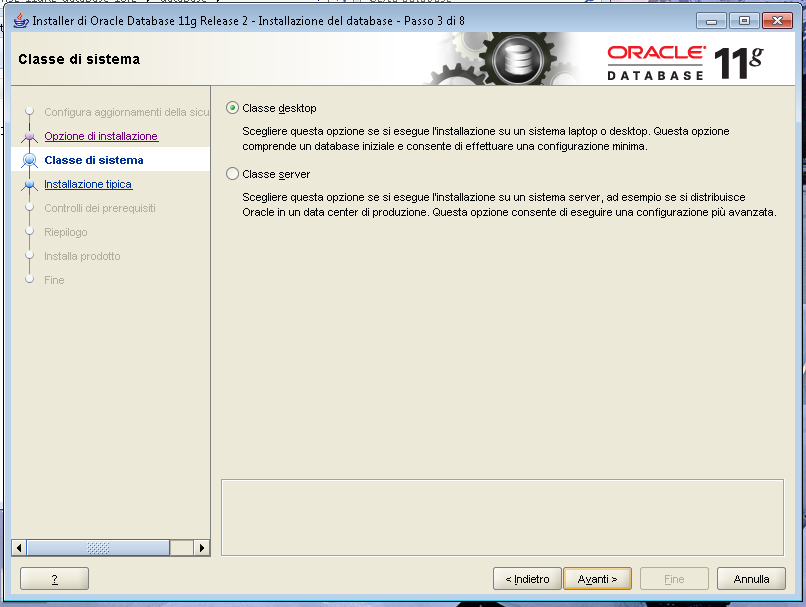 Installer di Oracle Database 11g Release 2 - Installazione del database - Passo 3 di 8
Classe di sistema
ORACLE
DATABASE
11g
Configura aggiornamenti della sicu
Opzione di installazione
Classe di sistema
Installazione tipica
Controlli dei prerequisiti
Riepilogo
Installa prodotto
Fine
Classe desktop
Scegliere questa opzione se si esegue l'installazione su un sistema laptop o desktop. Questa opzione
comprende un database iniziale e consente di effettuare una configurazione minima.
Classe server
Scegliere questa opzione se si esegue l'installazione su un sistema server, ad esempio se si distribuisce
Oracle in un data center di produzione. Questa opzione consente di eseguire una configurazione più avanzata.
?
< Indietro
Avanti >
Fine
Annulla